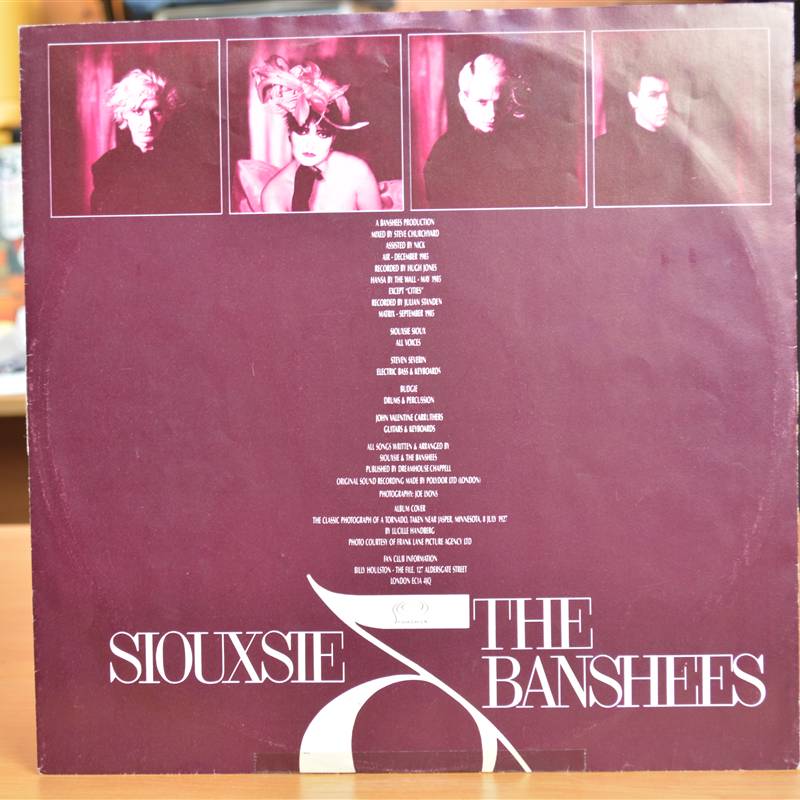 A BANSHEES PRODUCTION
MIXED BY STEVE CHURCHYARD
ASSISTED BY NICK
AIR - DECEMBER 1985
RECORDED BY HUGH JONES
HANSA BY THE WALL - MAY 1985
EXCEPT "CITIES"
RECORDED BY JULIAN STANDEN
MATRIX - SEPTEMBER 1985
SIOUXSIE SIOUX
ALL VOICES
STEVEN SEVERIN
ELECTRIC BASS & KEYBOARDS
BUDGIE
DRUMS & PERCUSSION
JOHN VALENTINE CARRUTHERS
GUITARS & KEYBOARDS
ALL SONGS WRITTEN & ARRANGED BY
SIOUXSIE & THE BANSHEES
PUBLISHED BY DREAMHOUSE-CHAPPELL
ORIGINAL SOUND RECORDING MADE BY POLYDOR LTD (LONDON)
PHOTOGRAPHY: JOE LYONS
ALBUM COVER
THE CLASSIC PHOTOGRAPH OF A TORNADO, TAKEN NEAR JASPER, MINNESOTA, 8 JULY 1927
BY LUCILLE HANDBERG
PHOTO COURTESY OF FRANK LANE PICTURE AGENCY LTD
FAN CLUB INFORMATION
BILLY HOULSTON - THE FILE, 127 ALDERSGATE STREET
LONDON EC1A 4JQ
SIOUXSIE & THE
BANSHEES